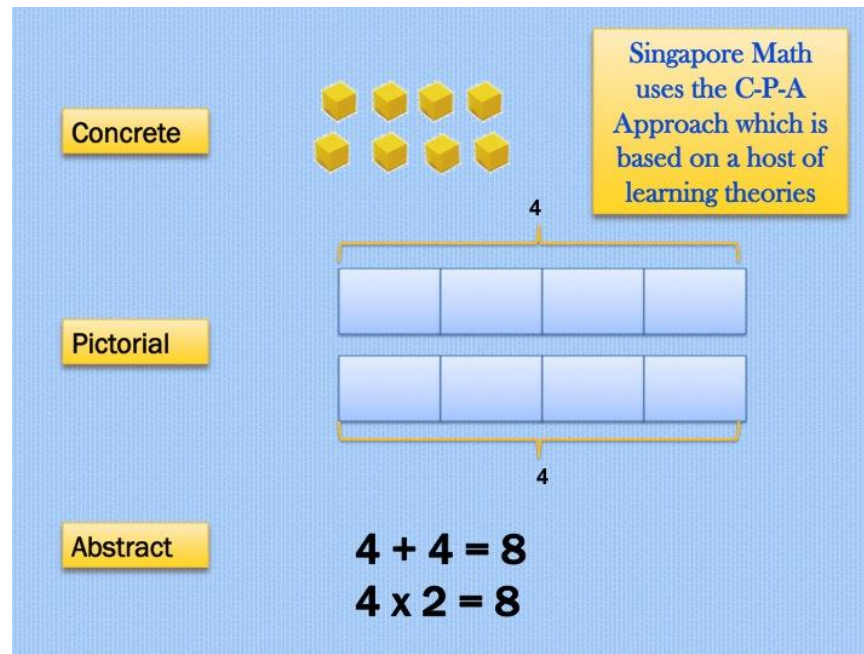 Singapore Math
uses the C-P-A
Approach which is
based on a host of
learning theories
Concrete
4
Pictorial
4
Abstract
4 + 4 = 8
4 x 2 = 8